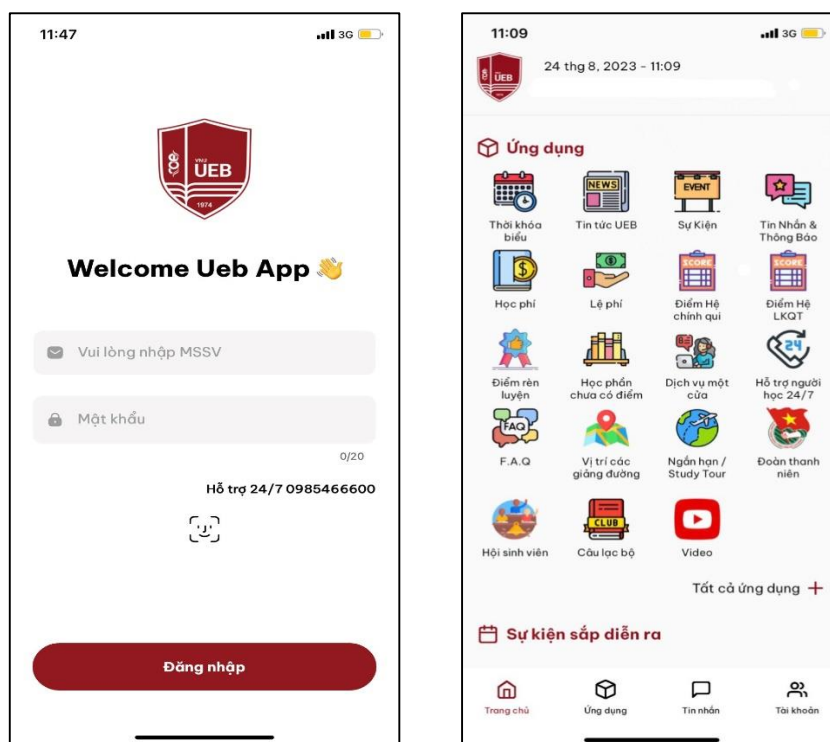 11:47
3G
VNU
UEB
1974
Welcome Ueb App 👋
Vui lòng nhập MSSV
Mật khẩu
0/20
Hỗ trợ 24/7 0985466600
Đăng nhập
11:09
3G
UEB
24 thg 8, 2023 - 11:09
Ứng dụng
NEWS
EVENT
Thời khóa
biểu
Tin tức UEB
Sự Kiện
Tin Nhắn &
Thông Báo
SCORE
SCORE
Học phí
Lệ phí
Điểm Hệ
chính qui
Điểm Hệ
LKQT
24
Điểm rèn
luyện
Học phần
chưa có điểm
Dịch vụ một
cửa
Hỗ trợ người
học 24/7
FAQ
F.A.Q
Vị trí các
giảng đường
Ngắn hạn /
Study Tour
Đoàn thanh
niên
CLUB
Hội sinh viên
Câu lạc bộ
Video
Tất cả ứng dụng +
Sự kiện sắp diễn ra
Trang chủ
Ứng dụng
Tin nhắn
Tài khoản